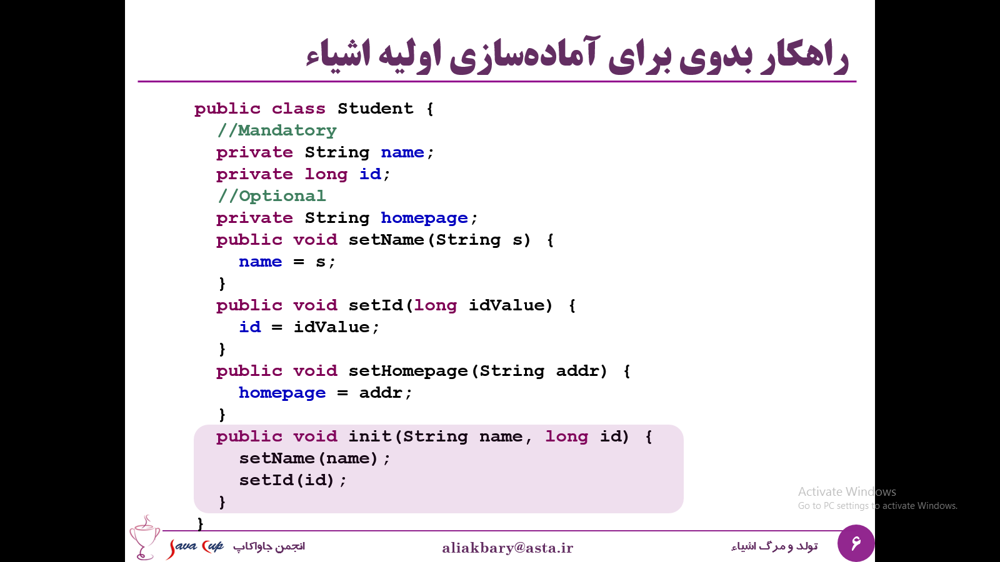 راهکار بدوی برای آماده‌سازی اولیه اشیاء
public class Student {
//Mandatory
private String name;
private long id;
//Optional
private String homepage;
public void setName(String s) {
name = s;
}
public void setId(long idValue) {
id = idValue;
}
public void setHomepage(String addr) {
homepage = addr;
}
public void init(String name, long id) {
setName(name);
setId(id);
}
}
Activate Windows
Go to PC settings to activate Windows.
Java Cup
انجمن جاواکاپ
aliakbary@asta.ir
تولد و مرگ اشیاء
۶